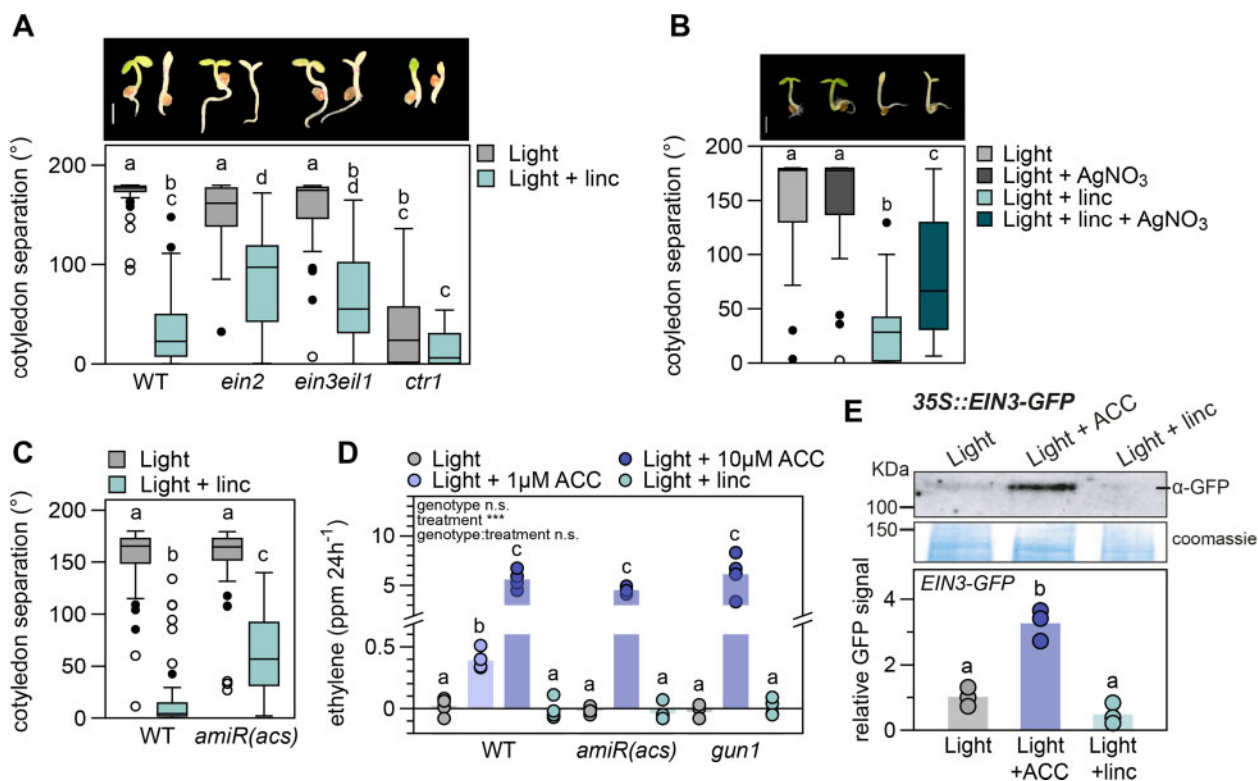 A
200
100
0
cotyledon separation (°)
a
b
c
a
d
a
b
d
b
c
c
WT
ein2
ein3eil1
ctr1
Light
Light + linc
B
200
150
100
50
0
cotyledon separation (°)
a
a
b
c
Light
Light + AgNO₃
Light + linc
Light + linc + AgNO₃
C
Light
Light + linc
200
150
100
50
0
cotyledon separation (°)
a
b
a
c
WT
amiR(acs)
D
Light
Light + 10µM ACC
Light + 1µM ACC
Light + linc
genotype n.s.
treatment ***
genotype:treatment n.s.
10
5
0.5
0
ethylene (ppm 24h⁻¹)
a
b
c
a
a
c
a
a
c
a
WT
amiR(acs)
gun1
E
35S::EIN3-GFP
Light
Light + ACC
Light + linc
KDa
100
α-GFP
150
coomassie
EIN3-GFP
4
2
0
relative GFP signal
a
b
a
Light
Light
+ACC
Light
+linc